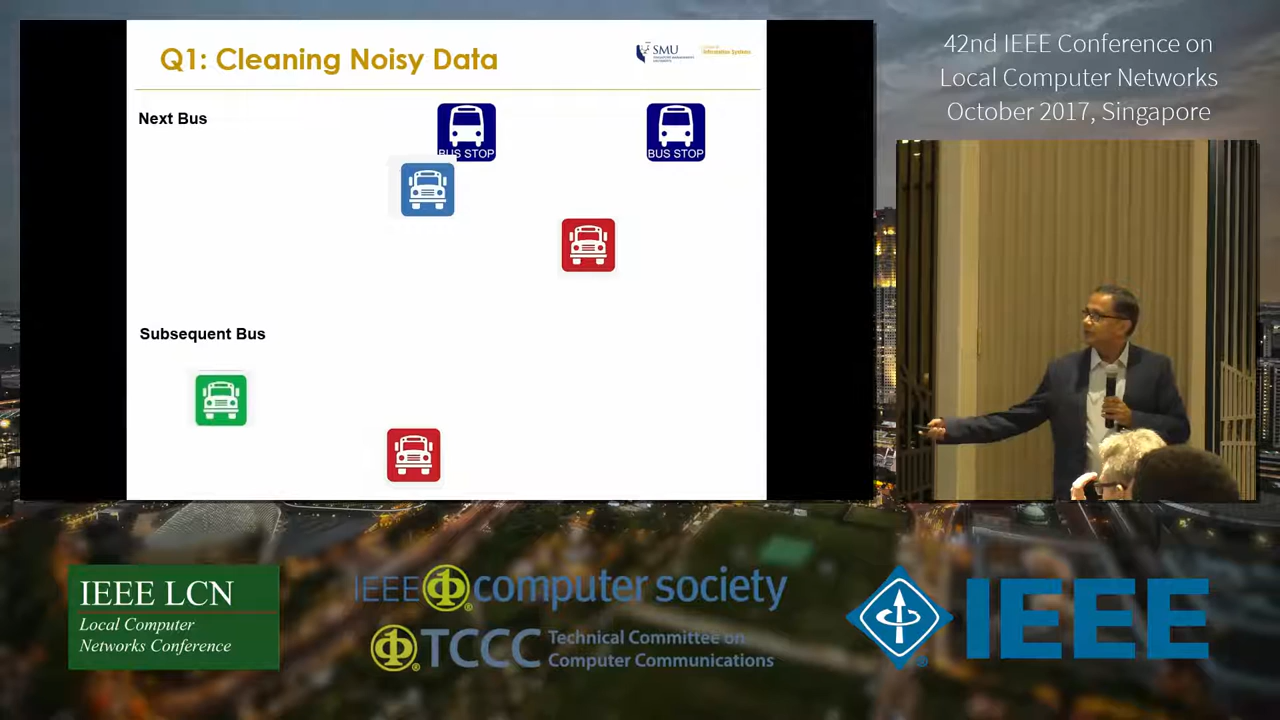 Q1: Cleaning Noisy Data
SMU
Information Systems
Next Bus
BUS STOP
BUS STOP
Subsequent Bus
42nd IEEE Conference on
Local Computer Networks
October 2017, Singapore
IEEE LCN
Local Computer
Networks Conference
IEEE computer society
TCCC Technical Committee on
Computer Communications
IEEE